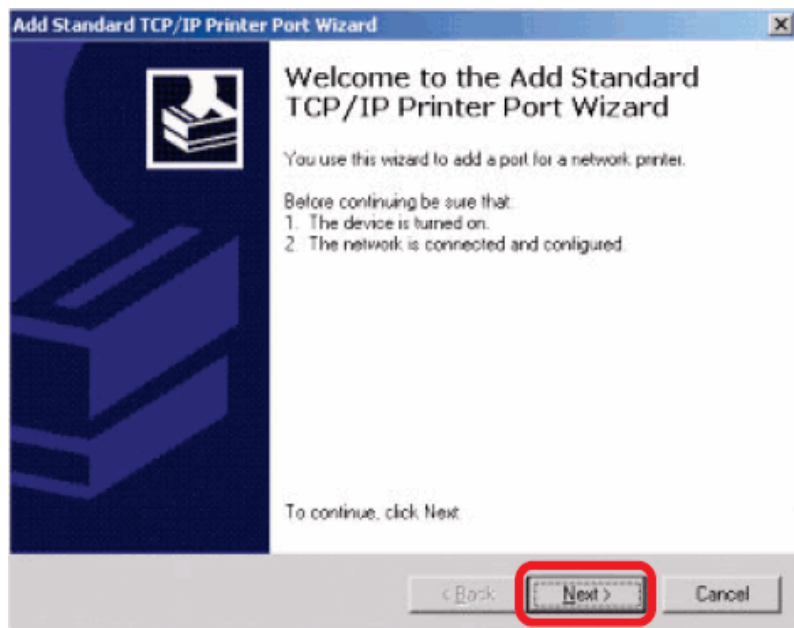 Add Standard TCP/IP Printer Port Wizard
Welcome to the Add Standard
TCP/IP Printer Port Wizard
You use this wizard to add a port for a network printer.
Before continuing be sure that:
1. The device is turned on.
2. The network is connected and configured.
To continue, click Next
< Back
Next >
Cancel